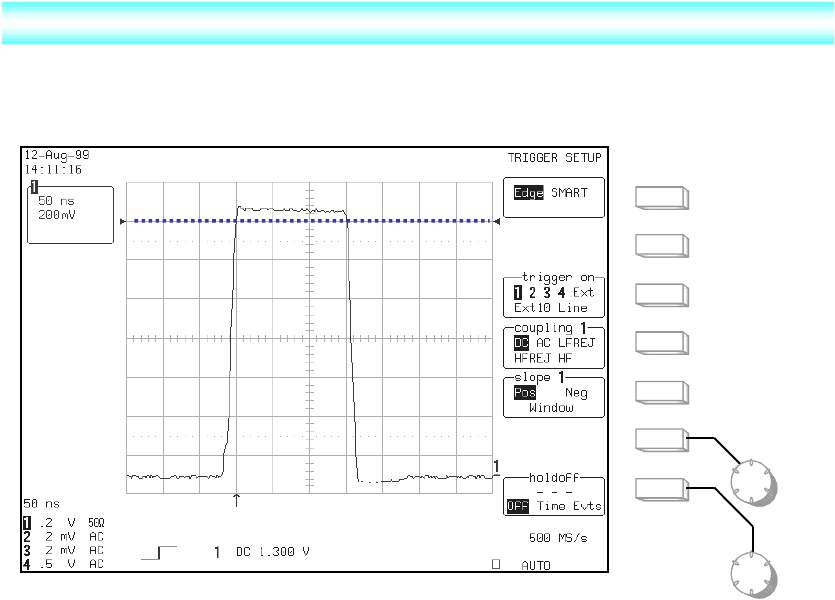 12-Aug-99
14:11:16
TRIGGER SETUP
1
50 ns
200mV
Edge SMART
trigger on
1 2 3 4 Ext
Ext10 Line
coupling 1
DC AC LFREJ
HFREJ HF
slope 1
Pos Neg
Window
1
holdoff
- - -
Off Time Evts
50 ns
1 .2 V 50Ω
2 2 mV AC
3 2 mV AC
4 .5 V AC
1 DC 1.300 V
500 MS/s
AUTO